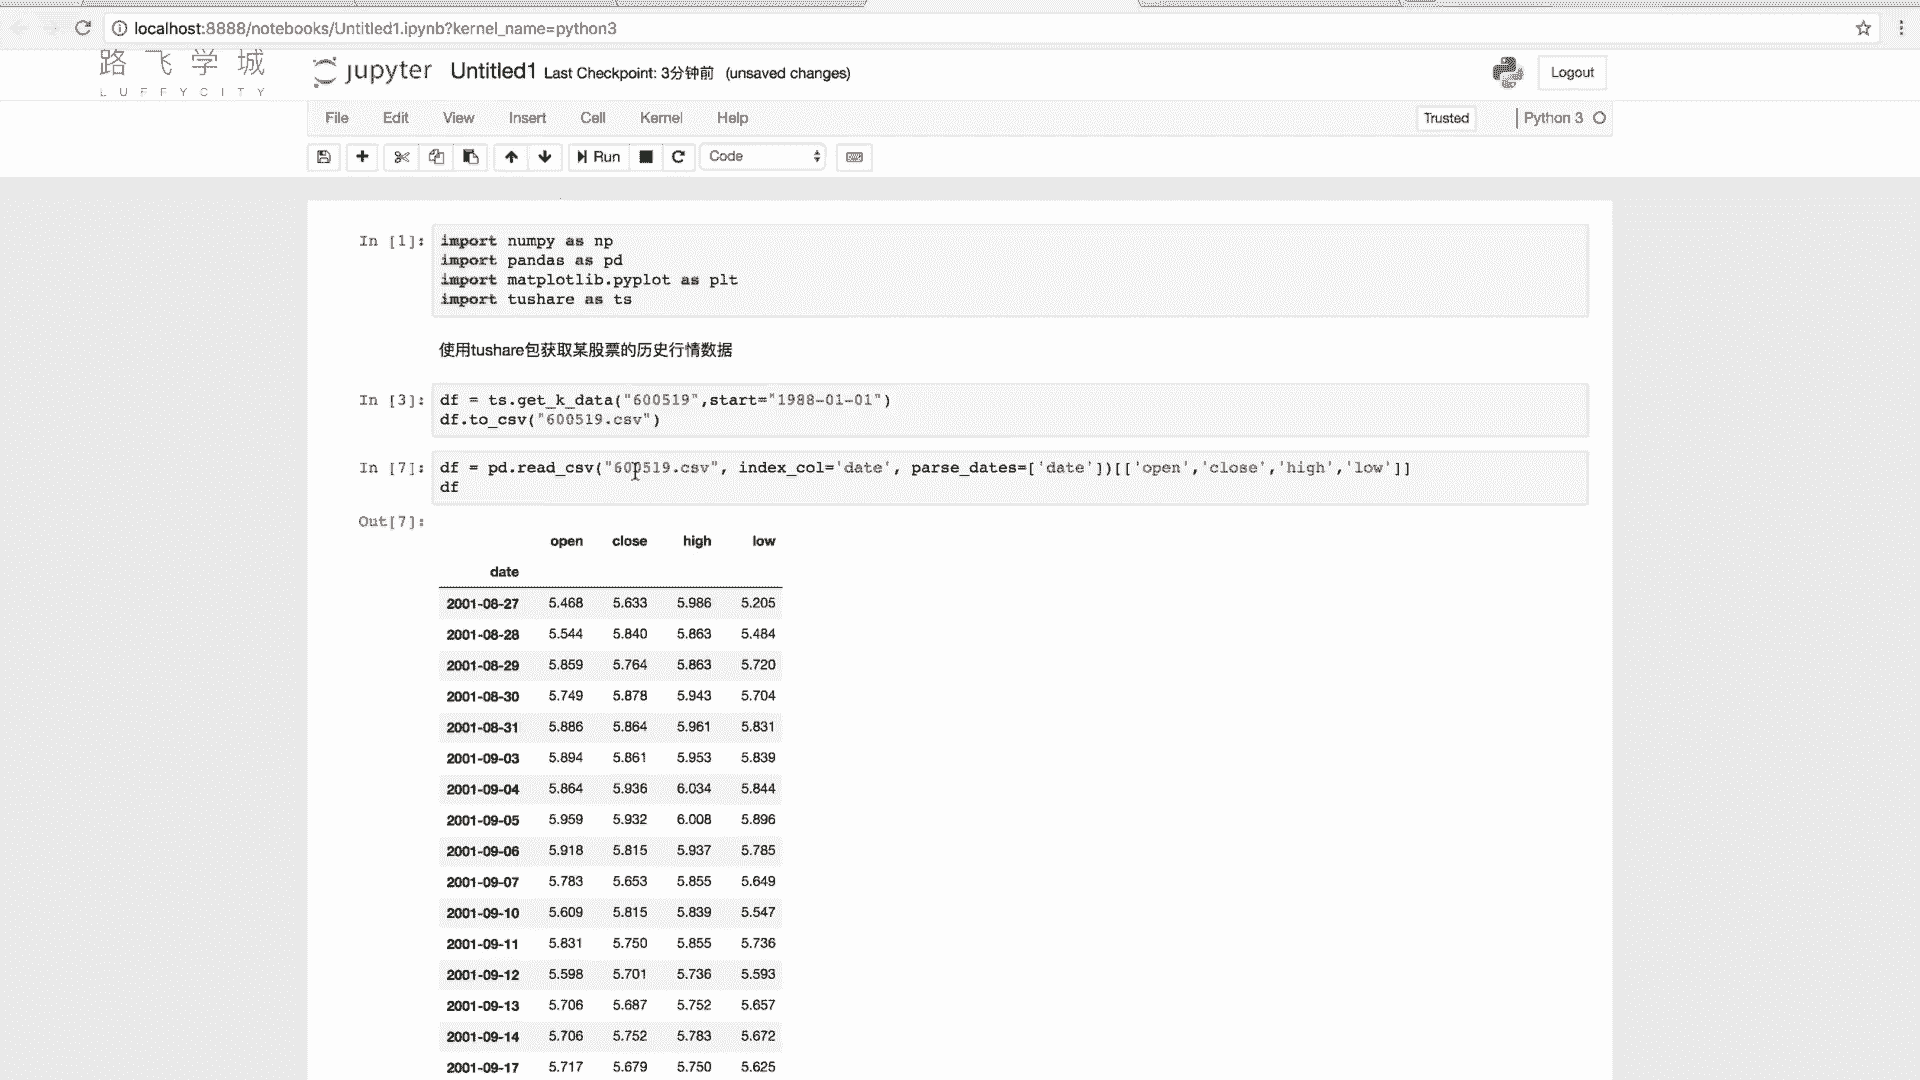 localhost:8888/notebooks/Untitled1.ipynb?kernel_name=python3
路飞学城
LUFFYCITY
jupyter Untitled1 Last Checkpoint: 3分钟前 (unsaved changes)
Logout
File Edit View Insert Cell Kernel Help
Trusted
Python 3
Run
Code
In [1]: import numpy as np
import pandas as pd
import matplotlib.pyplot as plt
import tushare as ts
使用tushare包获取某股票的历史行情数据
In [3]: df = ts.get_k_data("600519",start="1988-01-01")
df.to_csv("600519.csv")
In [7]: df = pd.read_csv("600519.csv", index_col='date', parse_dates=['date'])[['open','close','high','low']]
df
Out[7]:
open close high low
date
2001-08-27 5.468 5.633 5.986 5.205
2001-08-28 5.544 5.840 5.863 5.484
2001-08-29 5.859 5.764 5.863 5.720
2001-08-30 5.749 5.878 5.943 5.704
2001-08-31 5.886 5.864 5.961 5.831
2001-09-03 5.894 5.861 5.953 5.839
2001-09-04 5.864 5.936 6.034 5.844
2001-09-05 5.959 5.932 6.008 5.896
2001-09-06 5.918 5.815 5.937 5.785
2001-09-07 5.783 5.653 5.855 5.649
2001-09-10 5.609 5.815 5.839 5.547
2001-09-11 5.831 5.750 5.855 5.736
2001-09-12 5.598 5.701 5.736 5.593
2001-09-13 5.706 5.687 5.752 5.657
2001-09-14 5.706 5.752 5.783 5.672
2001-09-17 5.717 5.679 5.750 5.625